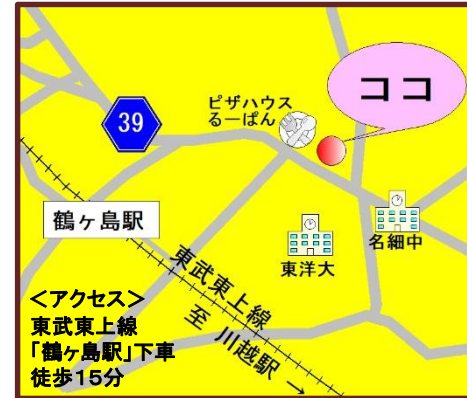 ココ
ピザハウス
るーぱん
39
鶴ヶ島駅
名細中
東洋大
東武東上線
至 川越駅 →
＜アクセス＞
東武東上線
「鶴ヶ島駅」下車
徒歩15分